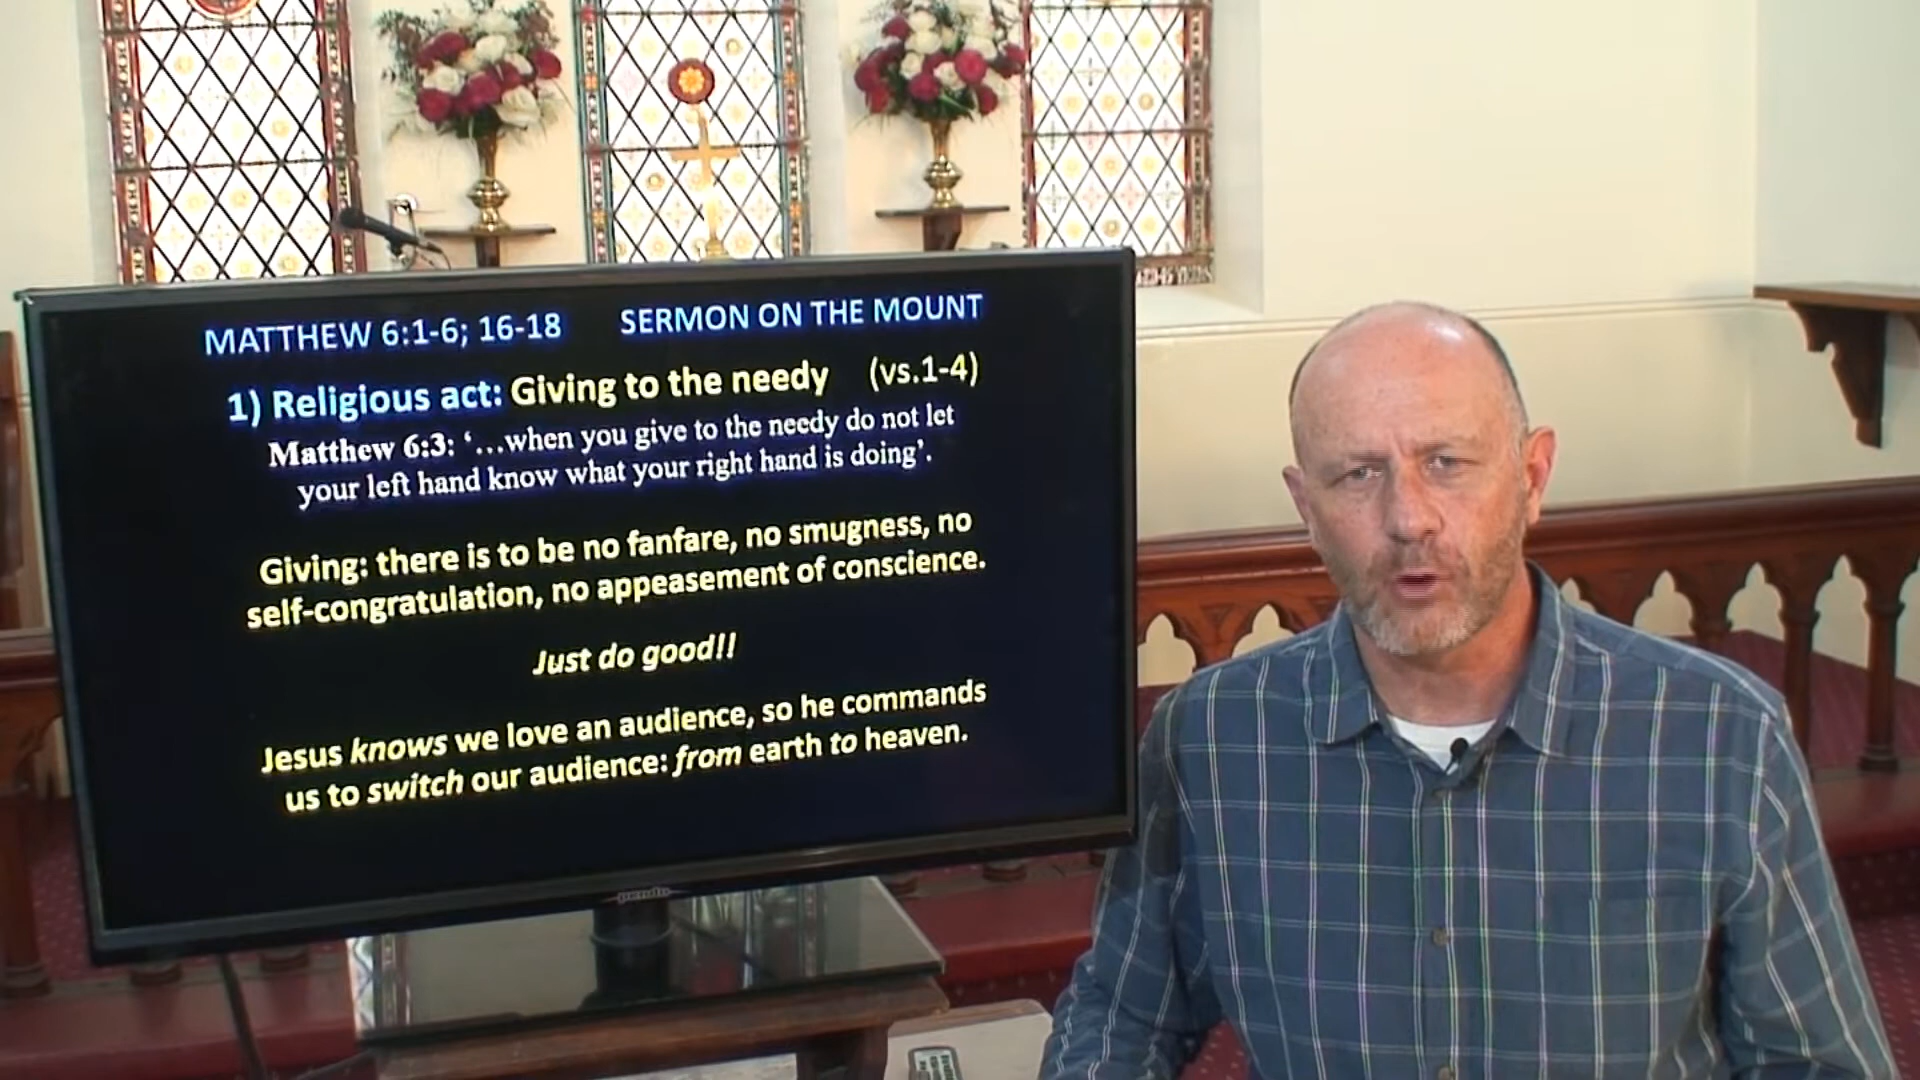 MATTHEW 6:1-6; 16-18 SERMON ON THE MOUNT
1) Religious act: Giving to the needy (vs.1-4)
Matthew 6:3: ‘…when you give to the needy do not let
your left hand know what your right hand is doing’.
Giving: there is to be no fanfare, no smugness, no
self-congratulation, no appeasement of conscience.
Just do good!!
Jesus knows we love an audience, so he commands
us to switch our audience: from earth to heaven.
pendo